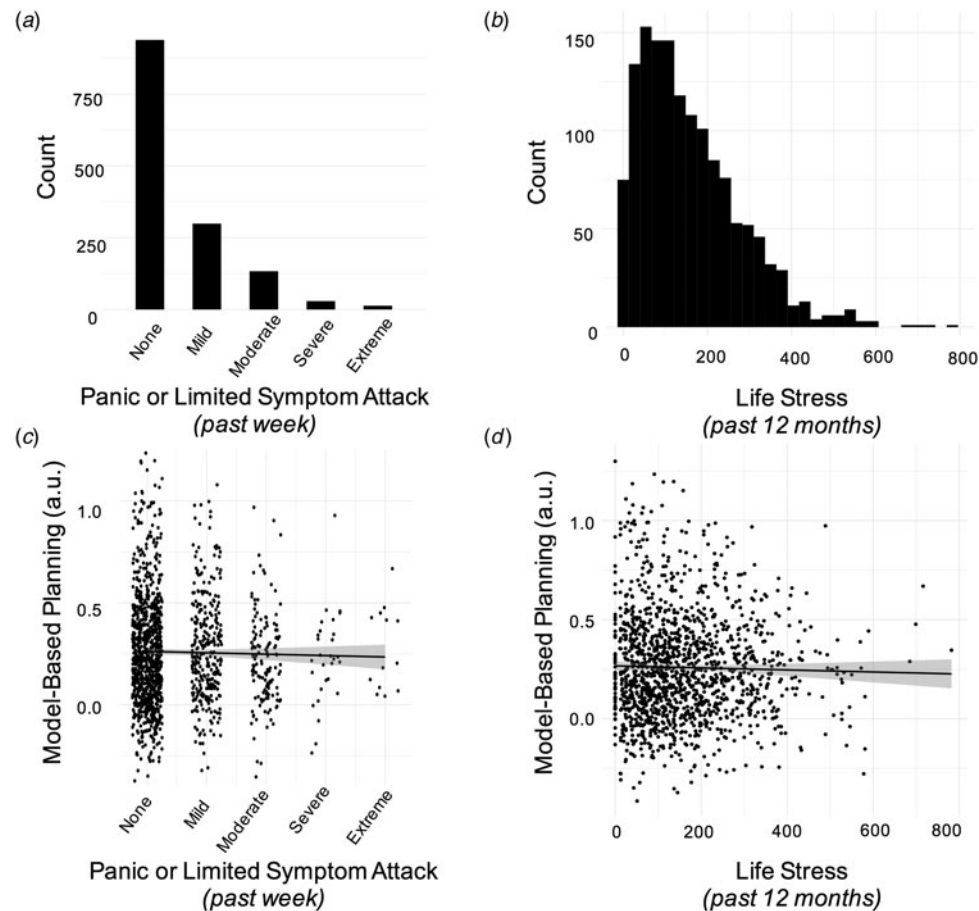 (a)
Count
750
500
250
0
None
Mild
Moderate
Severe
Extreme
Panic or Limited Symptom Attack
(past week)
(b)
Count
150
100
50
0
0 200 400 600 800
Life Stress
(past 12 months)
(c)
Model-Based Planning (a.u.)
1.0
0.5
0.0
None
Mild
Moderate
Severe
Extreme
Panic or Limited Symptom Attack
(past week)
(d)
Model-Based Planning (a.u.)
1.0
0.5
0.0
0 200 400 600 800
Life Stress
(past 12 months)